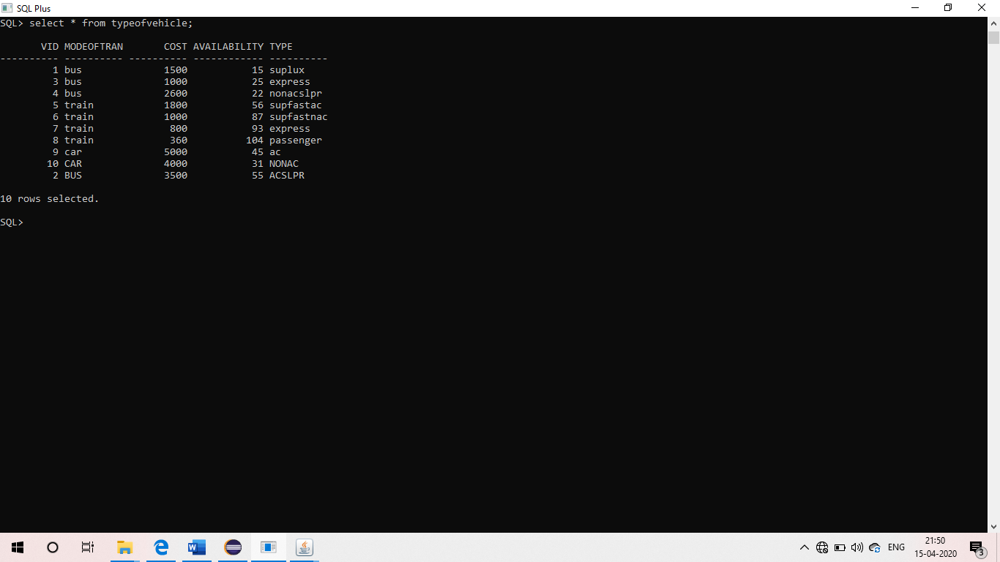 SQL Plus
SQL> select * from typeofvehicle;
VID MODEOFTRAN COST AVAILABILITY TYPE
---------- ---------- ---------- ------------ ----------
1 bus 1500 15 suplux
3 bus 1000 25 express
4 bus 2600 22 nonacslpr
5 train 1800 56 supfastac
6 train 1000 87 supfastnac
7 train 800 93 express
8 train 360 104 passenger
9 car 5000 45 ac
10 CAR 4000 31 NONAC
2 BUS 3500 55 ACSLPR
10 rows selected.
SQL>
ENG
21:50
15-04-2020
3